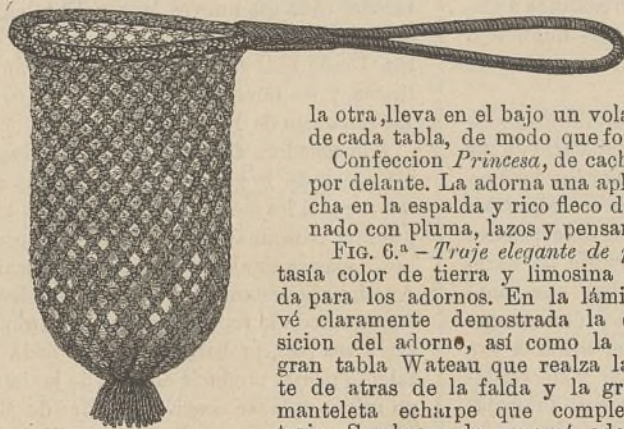 la otra, lleva en el bajo un vola
de cada tabla, de modo que fo
Confeccion Princesa, de cach
por delante. La adorna una apl
cha en la espalda y rico fleco d
nado con pluma, lazos y pensar
FIG. 6.ª – Traje elegante de
tasía color de tierra y limosina
da para los adornos. En la lámi
vé claramente demostrada la
sicion del adorno, así como la
gran tabla Wateau que realza la
te de atras de la falda y la gr
manteleta echarpe que comple